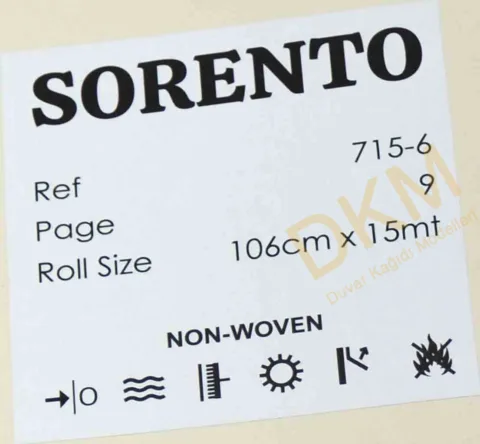 SORENTO
Ref 715-6
Page 9
Roll Size 106cm x 15mt
DKM
Duvar Kağıdı Modelleri
NON-WOVEN